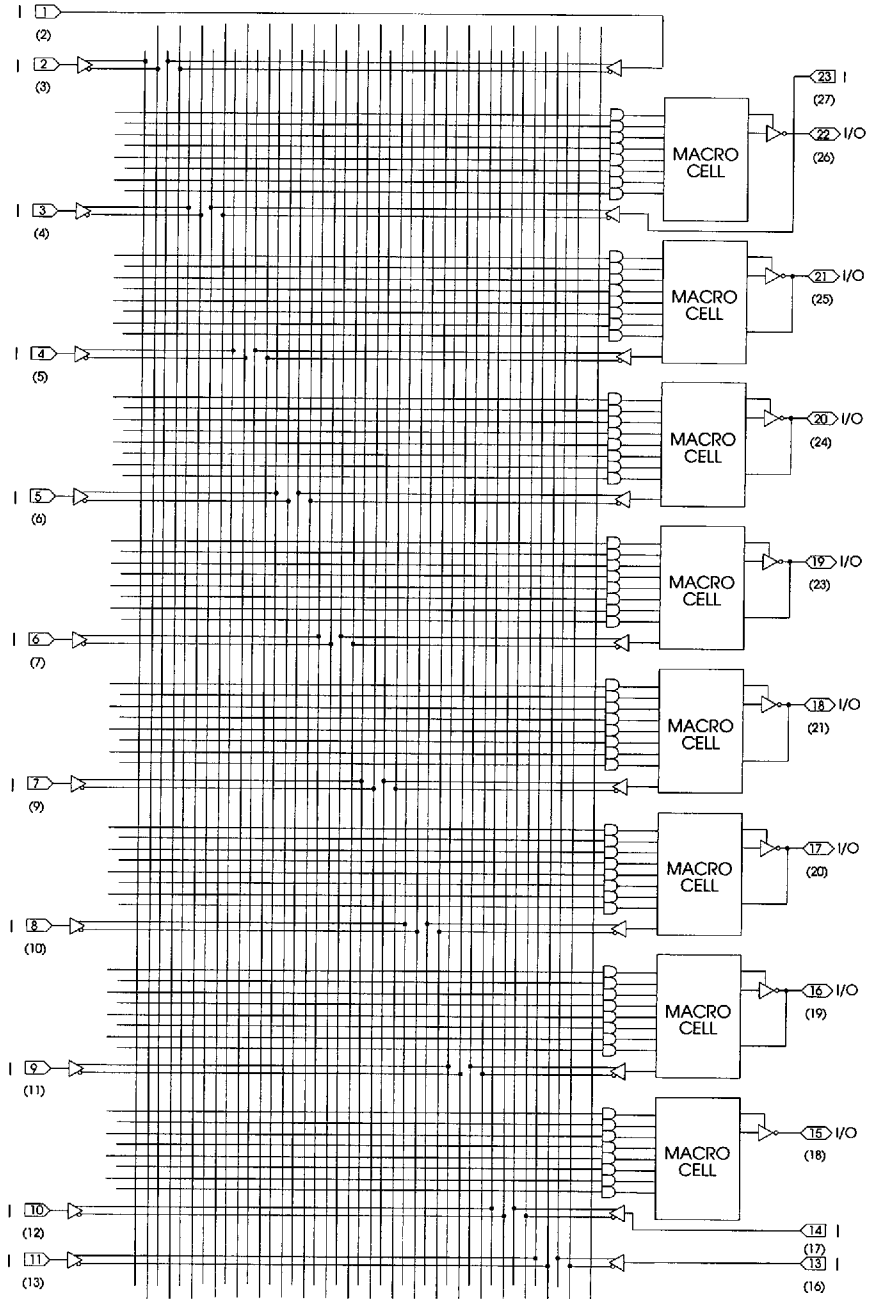 I 1
(2)
I 2
(3)
23 I
(27)
MACRO
CELL
22 I/O
(26)
I 3
(4)
MACRO
CELL
21 I/O
(25)
I 4
(5)
MACRO
CELL
20 I/O
(24)
I 5
(6)
MACRO
CELL
19 I/O
(23)
I 6
(7)
MACRO
CELL
18 I/O
(21)
I 7
(9)
MACRO
CELL
17 I/O
(20)
I 8
(10)
MACRO
CELL
16 I/O
(19)
I 9
(11)
MACRO
CELL
15 I/O
(18)
I 10
(12)
14 I
(17)
I 11
(13)
13 I
(16)